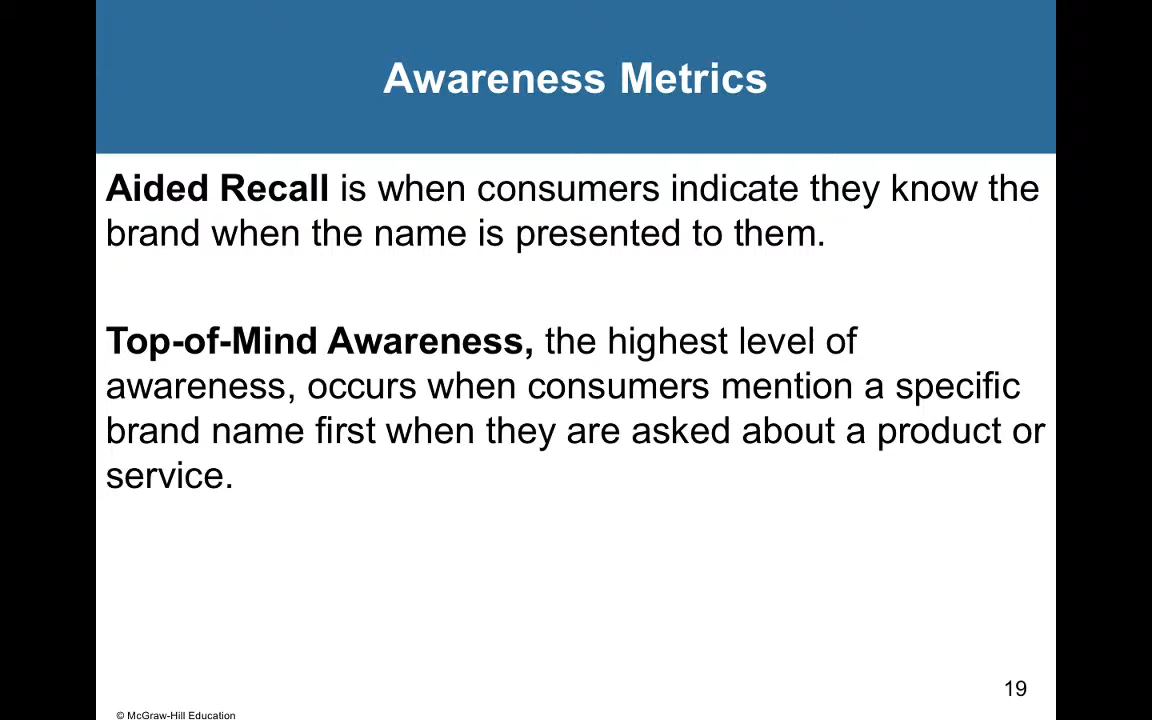 Awareness Metrics
Aided Recall is when consumers indicate they know the
brand when the name is presented to them.
Top-of-Mind Awareness, the highest level of
awareness, occurs when consumers mention a specific
brand name first when they are asked about a product or
service.
19
© McGraw-Hill Education